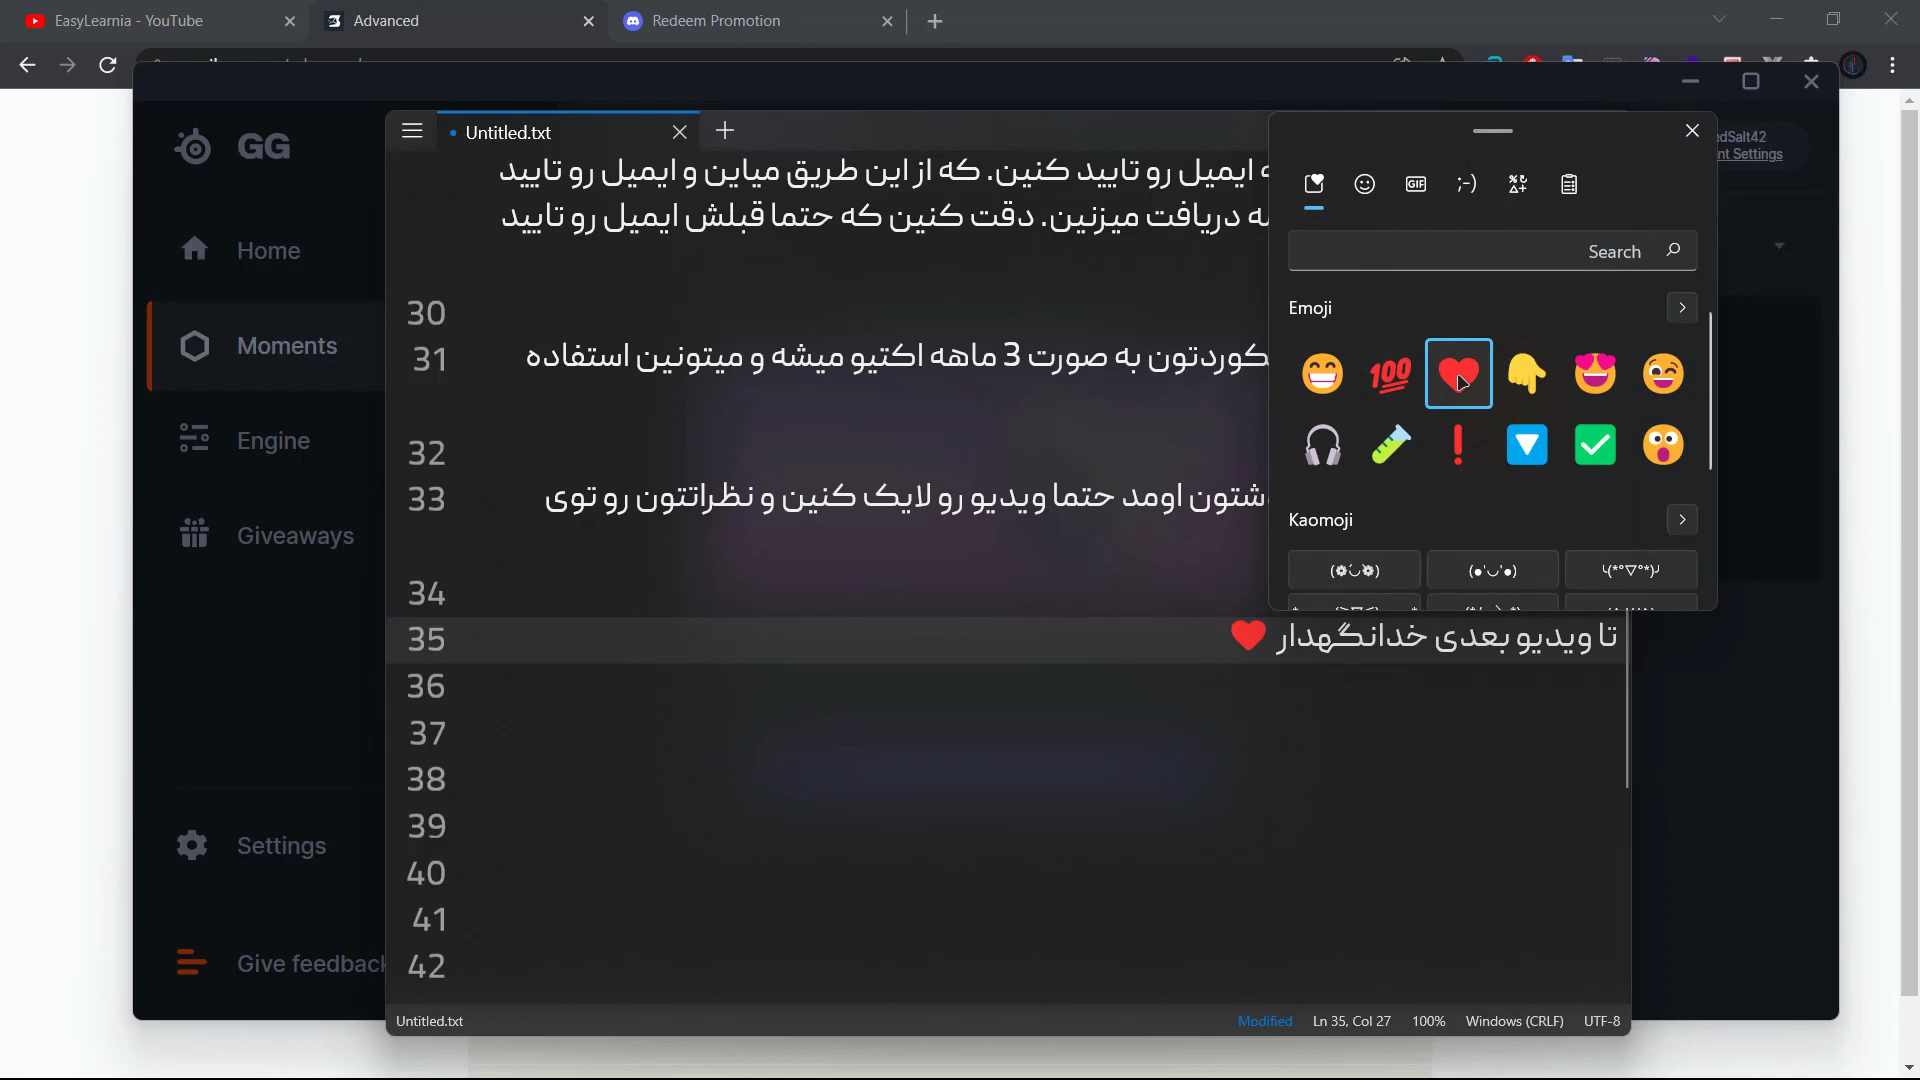 EasyLearnia - YouTube
Advanced
Redeem Promotion
GG
Untitled.txt
Settings
ایمیل رو تایید کنین. که از این طریق میاین و ایمیل رو تایید
دریافت میزنین. دقت کنین که حتما قبلش ایمیل رو تایید
Home
Moments
Engine
Giveaways
Settings
Give feedback
30
31
به صورت 3 ماهه اکتیو میشه و میتونین استفاده
32
33
اومد حتما ویدیو رو لایک کنین و نظراتتون رو توی
34
35
تا ویدیو بعدی خدانگهدار ❤
36
37
38
39
40
41
42
GIF
;-)
Search
Emoji
😁 💯 ❤ 👇 😍 😉
🎧 🧪 ❗ 🔽 ✅ 😲
Kaomoji
(❁´◡`❁)
(●'◡'●)
╰(*°▽°*)╯
Untitled.txt
Modified
Ln 35, Col 27
100%
Windows (CRLF)
UTF-8